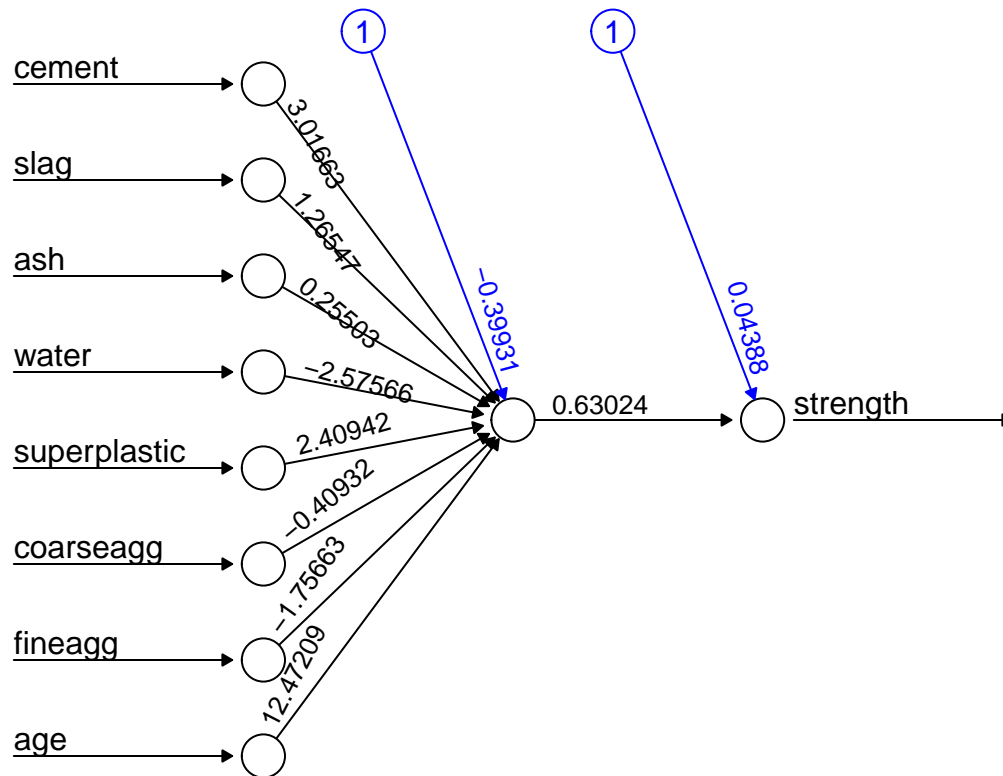 1
1
cement
3.01663
slag
1.26547
ash
0.25503
−0.39931
0.04388
water
−2.57566
0.63024
strength
superplastic
2.40942
−0.40932
coarseagg
−1.75663
fineagg
12.47209
age